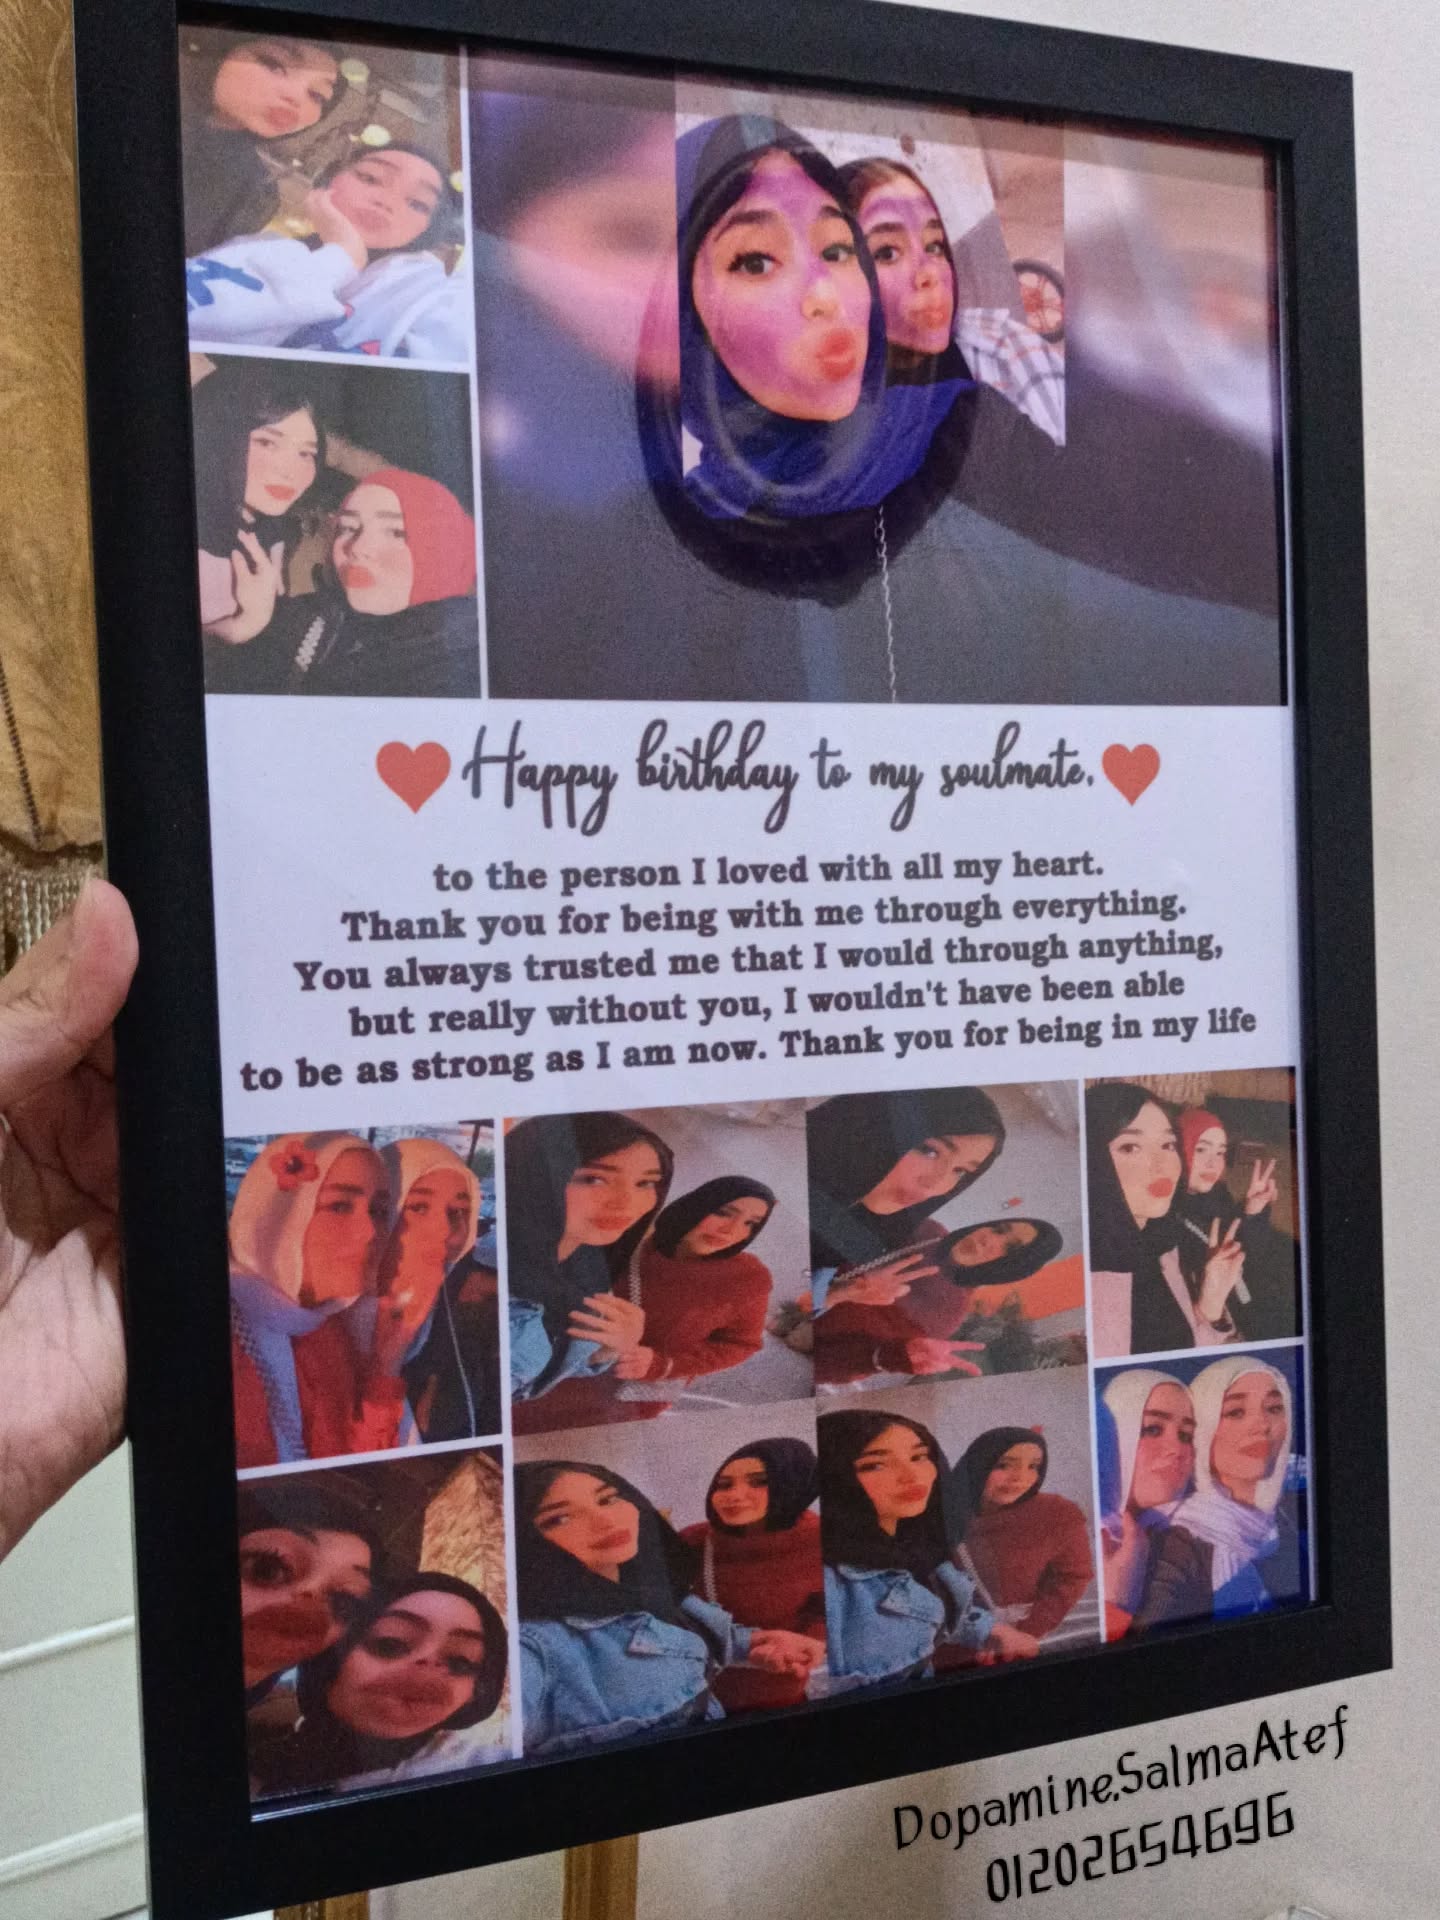 Happy birthday to my soulmate.
to the person I loved with all my heart.
Thank you for being with me through everything.
You always trusted me that I would through anything,
but really without you, I wouldn't have been able
to be as strong as I am now. Thank you for being in my life
Dopamine.SalmaAtef
01202654696